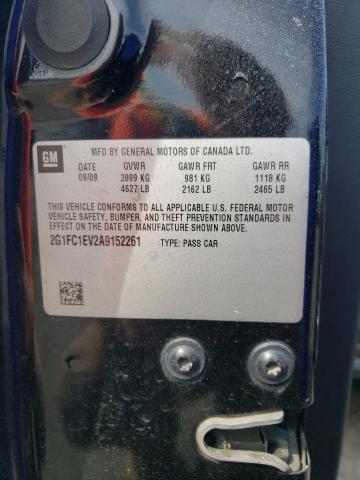 GM
MFD BY GENERAL MOTORS OF CANADA LTD.
DATE GVWR GAWR FRT GAWR RR
09/09 2099 KG 981 KG 1118 KG
4627 LB 2162 LB 2465 LB
THIS VEHICLE CONFORMS TO ALL APPLICABLE U.S. FEDERAL MOTOR
VEHICLE SAFETY, BUMPER, AND THEFT PREVENTION STANDARDS IN
EFFECT ON THE DATE OF MANUFACTURE SHOWN ABOVE.
2G1FC1EV2A9152261 TYPE: PASS CAR